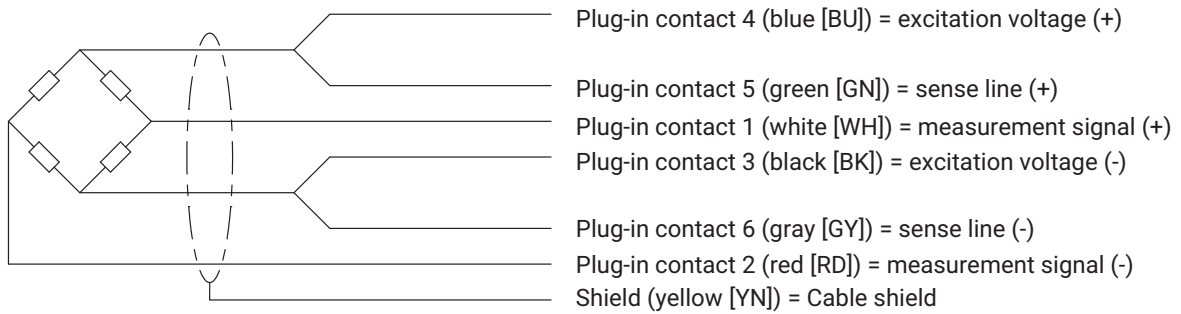 Plug-in contact 4 (blue [BU]) = excitation voltage (+)
Plug-in contact 5 (green [GN]) = sense line (+)
Plug-in contact 1 (white [WH]) = measurement signal (+)
Plug-in contact 3 (black [BK]) = excitation voltage (-)
Plug-in contact 6 (gray [GY]) = sense line (-)
Plug-in contact 2 (red [RD]) = measurement signal (-)
Shield (yellow [YN]) = Cable shield